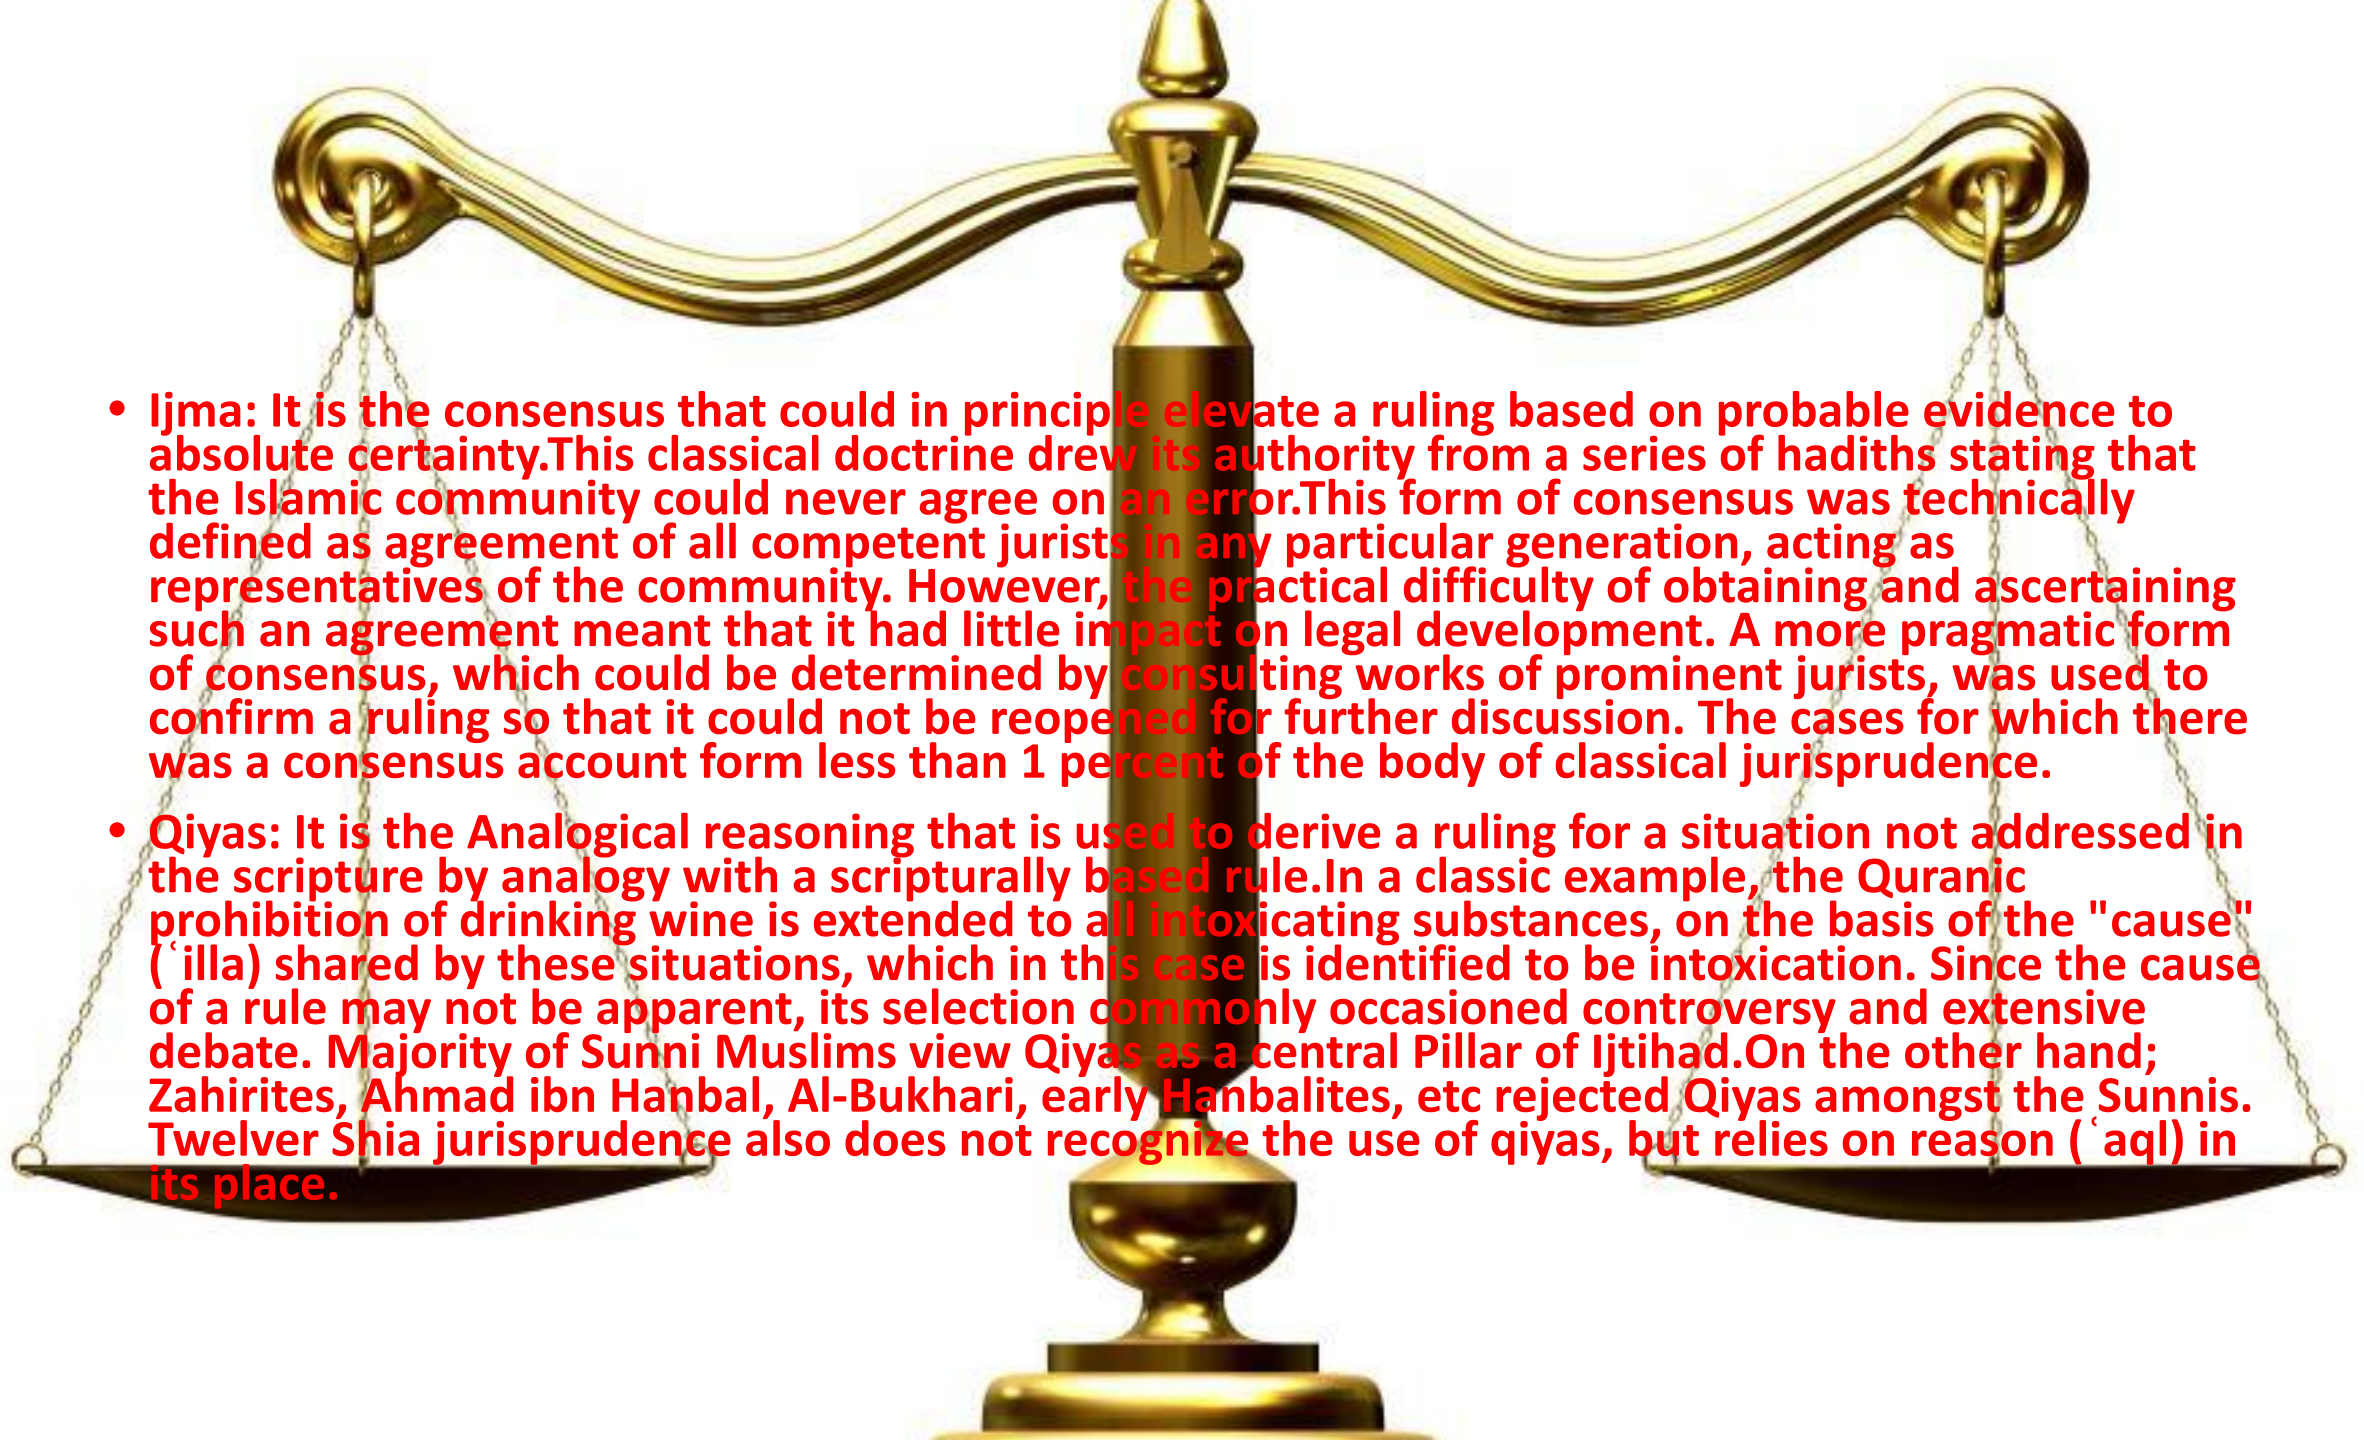 • Ijma: It is the consensus that could in principle elevate a ruling based on probable evidence to
absolute certainty.This classical doctrine drew its authority from a series of hadiths stating that
the Islamic community could never agree on an error.This form of consensus was technically
defined as agreement of all competent jurists in any particular generation, acting as
representatives of the community. However, the practical difficulty of obtaining and ascertaining
such an agreement meant that it had little impact on legal development. A more pragmatic form
of consensus, which could be determined by consulting works of prominent jurists, was used to
confirm a ruling so that it could not be reopened for further discussion. The cases for which there
was a consensus account form less than 1 percent of the body of classical jurisprudence.
• Qiyas: It is the Analogical reasoning that is used to derive a ruling for a situation not addressed in
the scripture by analogy with a scripturally based rule.In a classic example, the Quranic
prohibition of drinking wine is extended to all intoxicating substances, on the basis of the "cause"
(ʿilla) shared by these situations, which in this case is identified to be intoxication. Since the cause
of a rule may not be apparent, its selection commonly occasioned controversy and extensive
debate. Majority of Sunni Muslims view Qiyas as a central Pillar of Ijtihad.On the other hand;
Zahirites, Ahmad ibn Hanbal, Al-Bukhari, early Hanbalites, etc rejected Qiyas amongst the Sunnis.
Twelver Shia jurisprudence also does not recognize the use of qiyas, but relies on reason (ʿaql) in
its place.